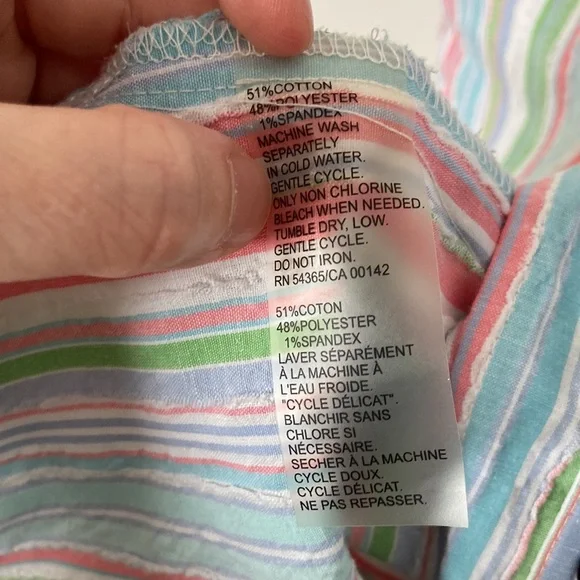 51%COTTON
48%POLYESTER
1%SPANDEX
MACHINE WASH
SEPARATELY
IN COLD WATER.
GENTLE CYCLE.
ONLY NON CHLORINE
BLEACH WHEN NEEDED.
TUMBLE DRY, LOW.
GENTLE CYCLE.
DO NOT IRON.
RN 54365/CA 00142
51%COTON
48%POLYESTER
1%SPANDEX
LAVER SÉPARÉMENT
À LA MACHINE À
L'EAU FROIDE.
"CYCLE DÉLICAT".
BLANCHIR SANS
CHLORE SI
NÉCESSAIRE.
SECHER À LA MACHINE
CYCLE DOUX.
CYCLE DÉLICAT.
NE PAS REPASSER.